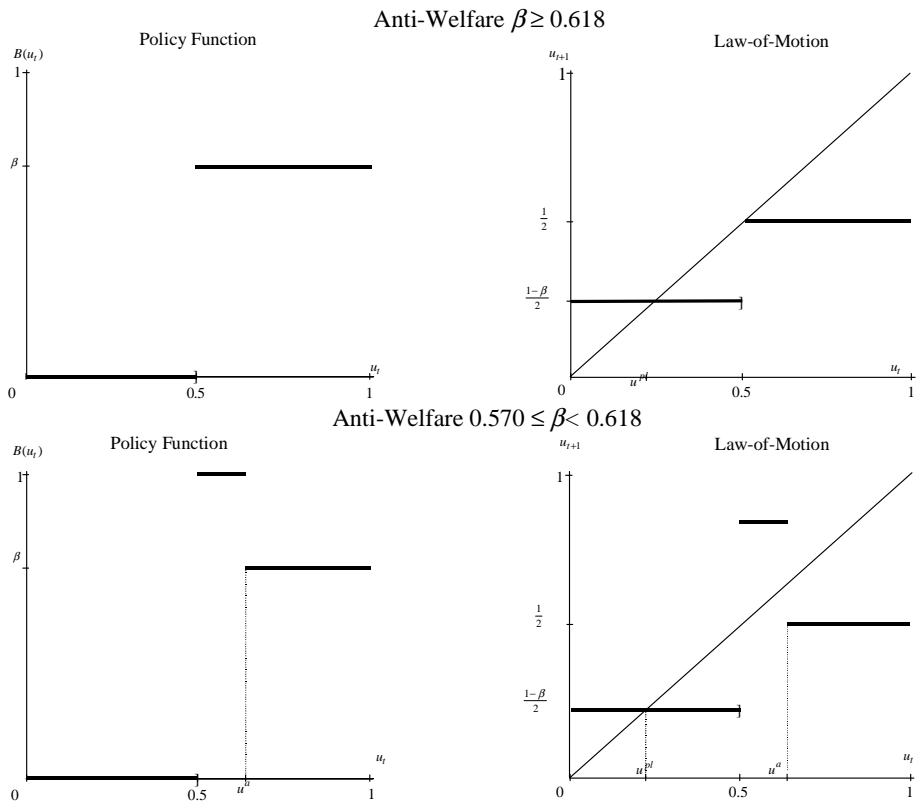 Anti-Welfare β ≥ 0.618
Policy Function
B(u_t)
1
β
0
0.5
u_t
1
Law-of-Motion
u_{t+1}
1
1/2
1-β/2
0
u^{pl}
0.5
u_t
1
Anti-Welfare 0.570 ≤ β < 0.618
Policy Function
B(u_t)
1
β
0
0.5
u^a
u_t
1
Law-of-Motion
u_{t+1}
1
1/2
1-β/2
0
u^{pl}
0.5
u^a
u_t
1